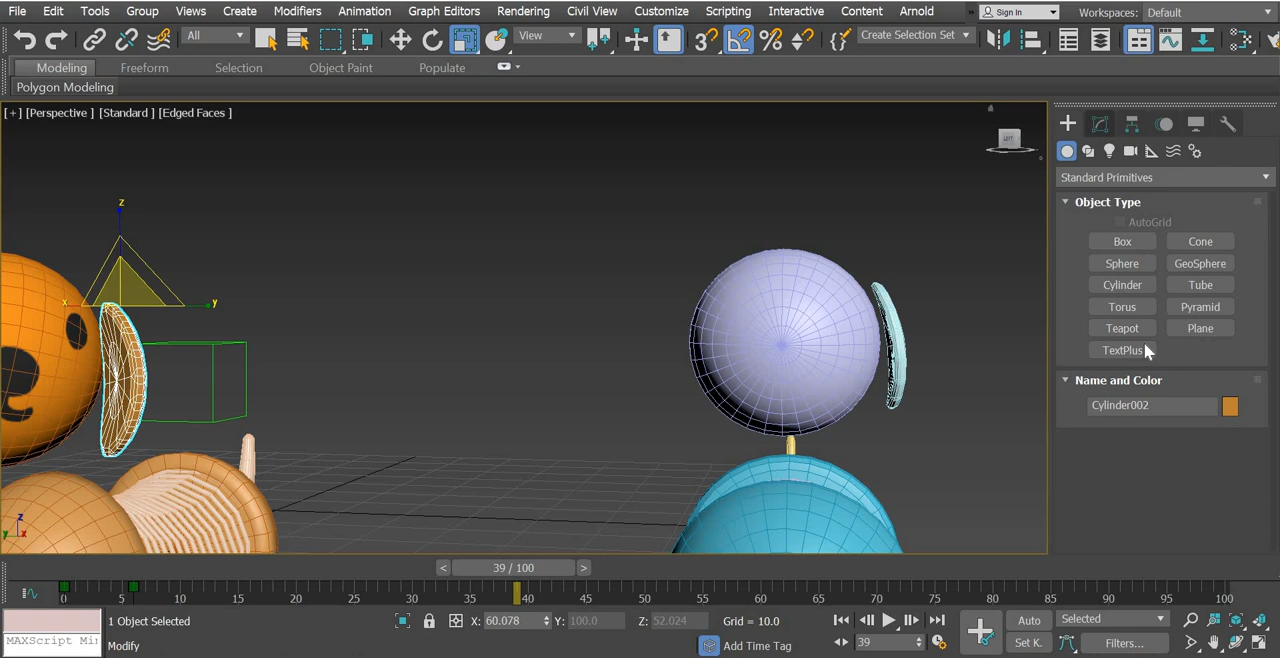 File Edit Tools Group Views Create Modifiers Animation Graph Editors Rendering Civil View Customize Scripting Interactive Content Arnold » Sign In Workspaces: Default
All View 3 Create Selection Set
Modeling Freeform Selection Object Paint Populate
Polygon Modeling
[+] [Perspective ] [Standard ] [Edged Faces ]
LEFT
Standard Primitives
Object Type
AutoGrid
Box Cone
Sphere GeoSphere
Cylinder Tube
Torus Pyramid
Teapot Plane
TextPlus
Name and Color
Cylinder002
z
x y
z
y x
< 39 / 100 >
0 5 10 15 20 25 30 35 40 45 50 55 60 65 70 75 80 85 90 95 100
1 Object Selected X: 60.078 Y: 100.0 Z: 52.024 Grid = 10.0 Auto Selected
MAXScript Min Modify Add Time Tag 39 Set K. Filters...